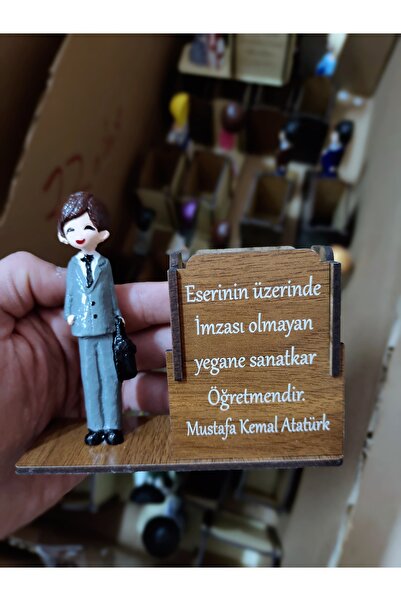 Eserinin üzerinde
İmzası olmayan
yegane sanatkar
Öğretmendir.
Mustafa Kemal Atatürk